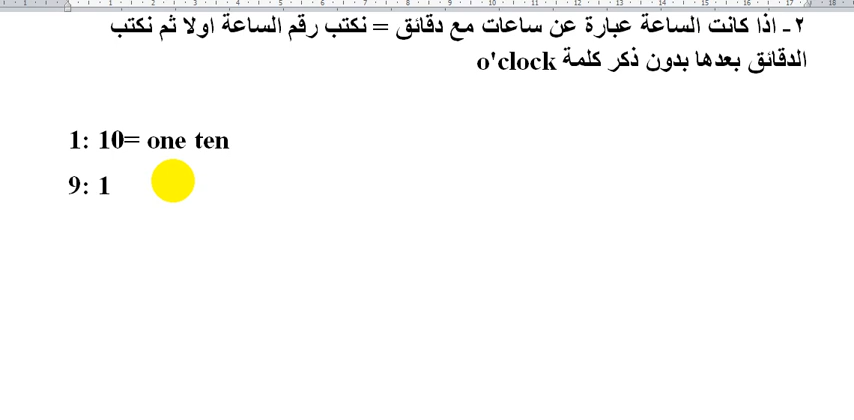 ٢ - اذا كانت الساعة عبارة عن ساعات مع دقائق = نكتب رقم الساعة اولا ثم نكتب
الدقائق بعدها بدون ذكر كلمة o'clock
1: 10= one ten
9: 1